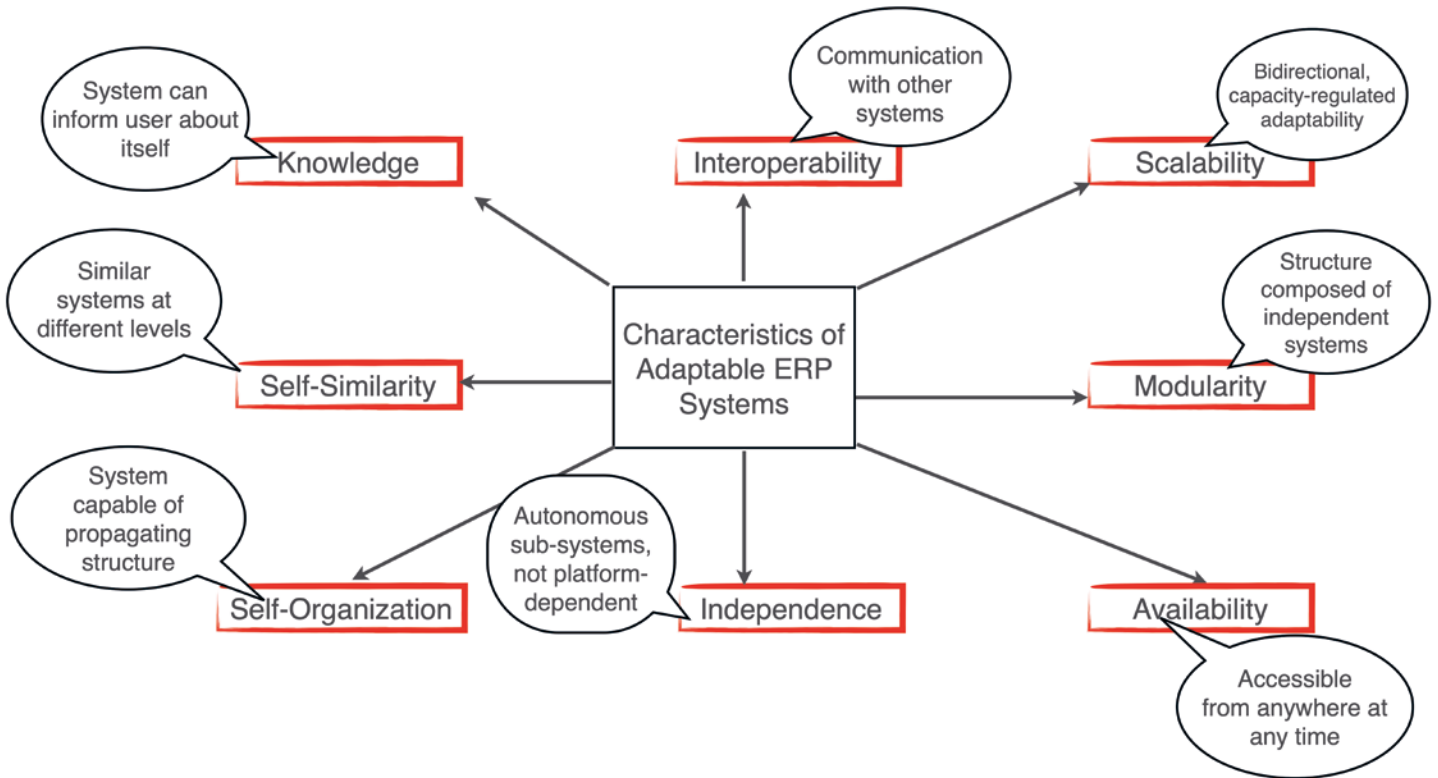 System can
inform user about
itself
Knowledge
Communication
with other
systems
Interoperability
Bidirectional,
capacity-regulated
adaptability
Scalability
Similar
systems at
different levels
Self-Similarity
Characteristics of
Adaptable ERP
Systems
Structure
composed of
independent
systems
Modularity
System
capable of
propagating
structure
Self-Organization
Autonomous
sub-systems,
not platform-
dependent
Independence
Availability
Accessible
from anywhere at
any time